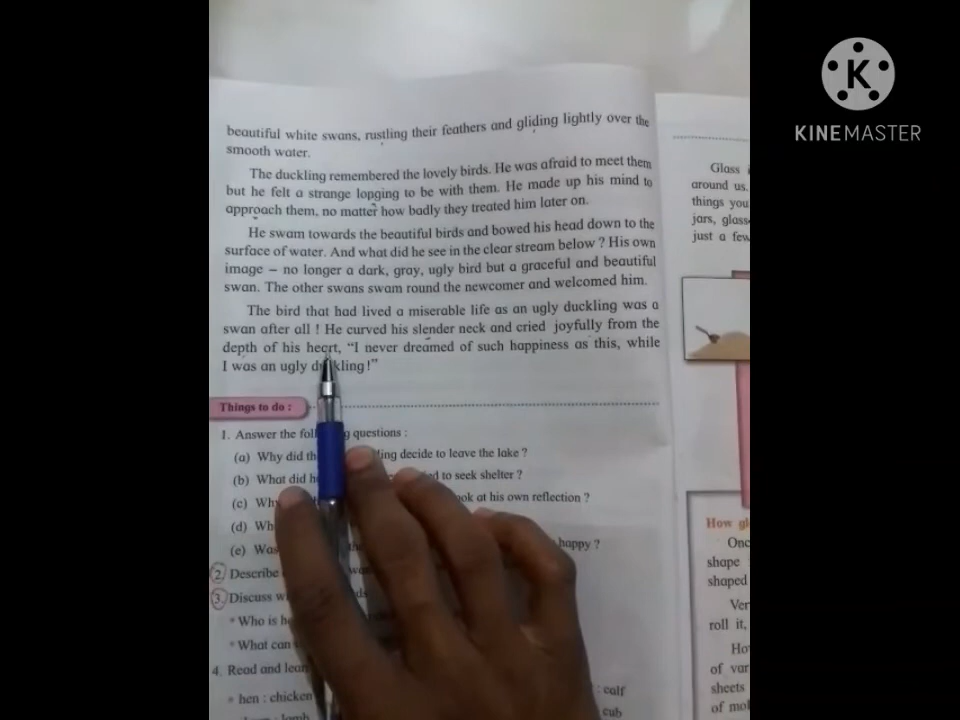 beautiful white swans, rustling their feathers and gliding lightly over the
smooth water.
The duckling remembered the lovely birds. He was afraid to meet them
but he felt a strange longing to be with them. He made up his mind to
approach them, no matter how badly they treated him later on.
He swam towards the beautiful birds and bowed his head down to the
surface of water. And what did he see in the clear stream below ? His own
image – no longer a dark, gray, ugly bird but a graceful and beautiful
swan. The other swans swam round the newcomer and welcomed him.
The bird that had lived a miserable life as an ugly duckling was a
swan after all ! He curved his slender neck and cried joyfully from the
depth of his heart, “I never dreamed of such happiness as this, while
I was an ugly duckling!”
Things to do :
1. Answer the questions :
(a) Why did decide to leave the lake ?
(b) What did to seek shelter ?
(c) at his own reflection ?
(d)
(e) happy ?
2. Describe
3. Discuss
* Who is
* What can
4. Read and
* hen : chicken : calf
: lamb cub
Glass
around us.
things you
jars,
just a few
How
shape
shaped
roll it,
of
sheets
of
K
KINEMASTER